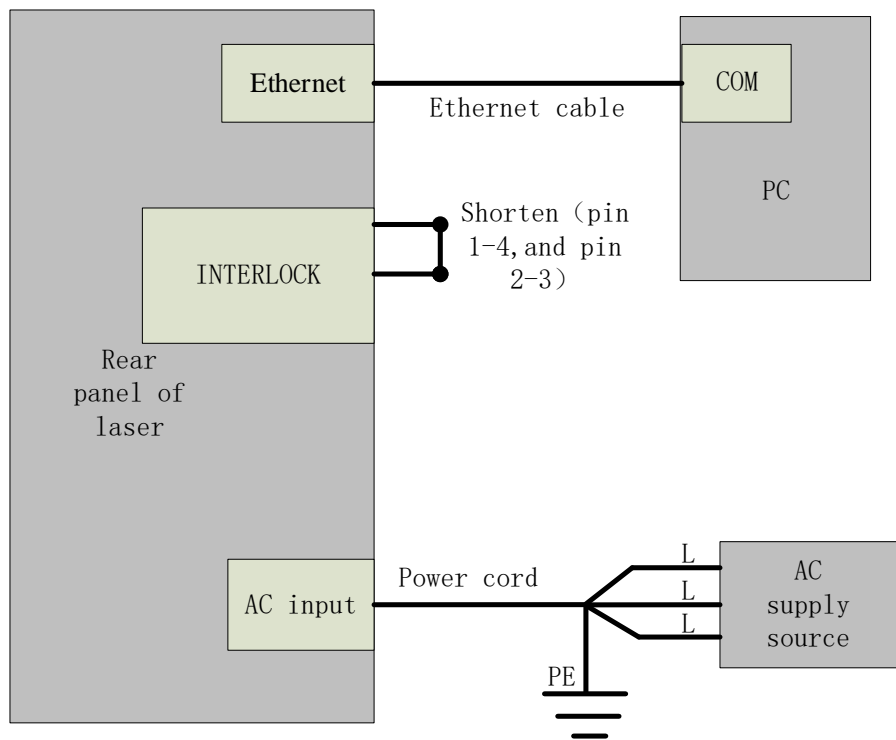 Ethernet
COM
Ethernet cable
PC
Shorten（pin
1-4,and pin
2-3）
INTERLOCK
Rear
panel of
laser
L
Power cord
L
AC
AC input
supply
L
source
PE